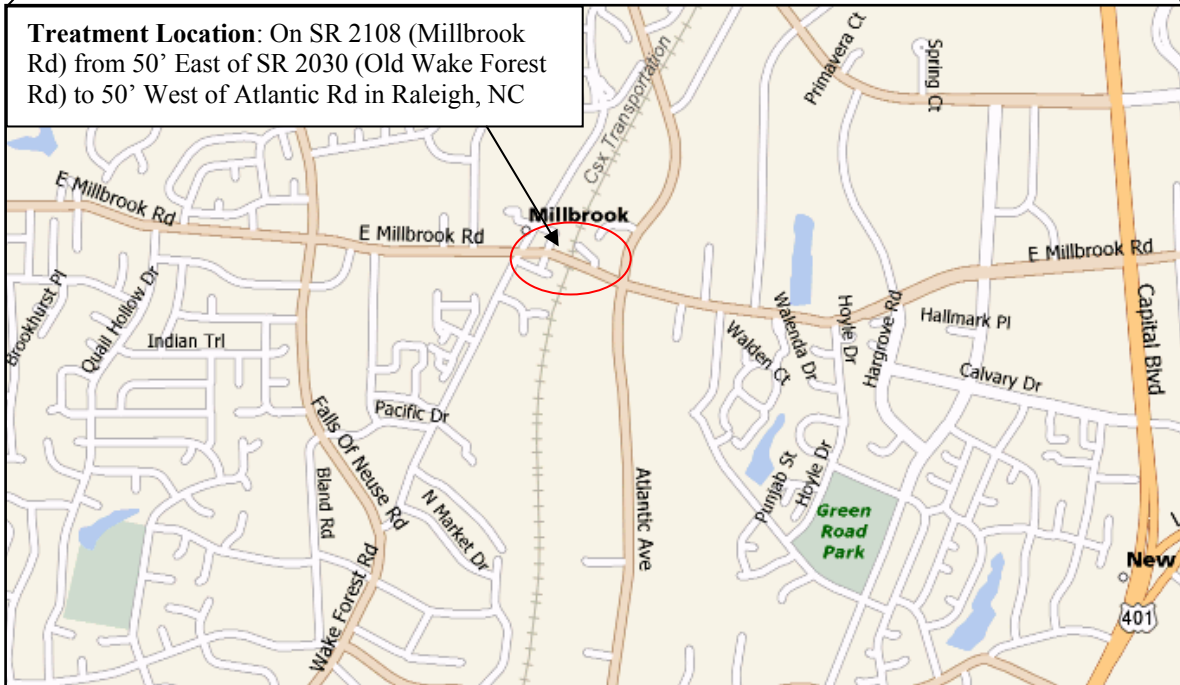 Treatment Location: On SR 2108 (Millbrook
Rd) from 50’ East of SR 2030 (Old Wake Forest
Rd) to 50’ West of Atlantic Rd in Raleigh, NC
Csx Transportation
Primavera Ct
Spring Ct
E Millbrook Rd
Millbrook
E Millbrook Rd
E Millbrook Rd
Brookhurst Pl
Quail Hollow Dr
Indian Trl
Walden Ct
Walenda Dr
Hoyle Dr
Hargrove Rd
Hallmark Pl
Capital Blvd
Calvary Dr
Pacific Dr
Falls Of Neuse Rd
Bland Rd
N Market Dr
Atlantic Ave
Punjab St
Hoyle Dr
Green
Road
Park
New
401
Wake Forest Rd